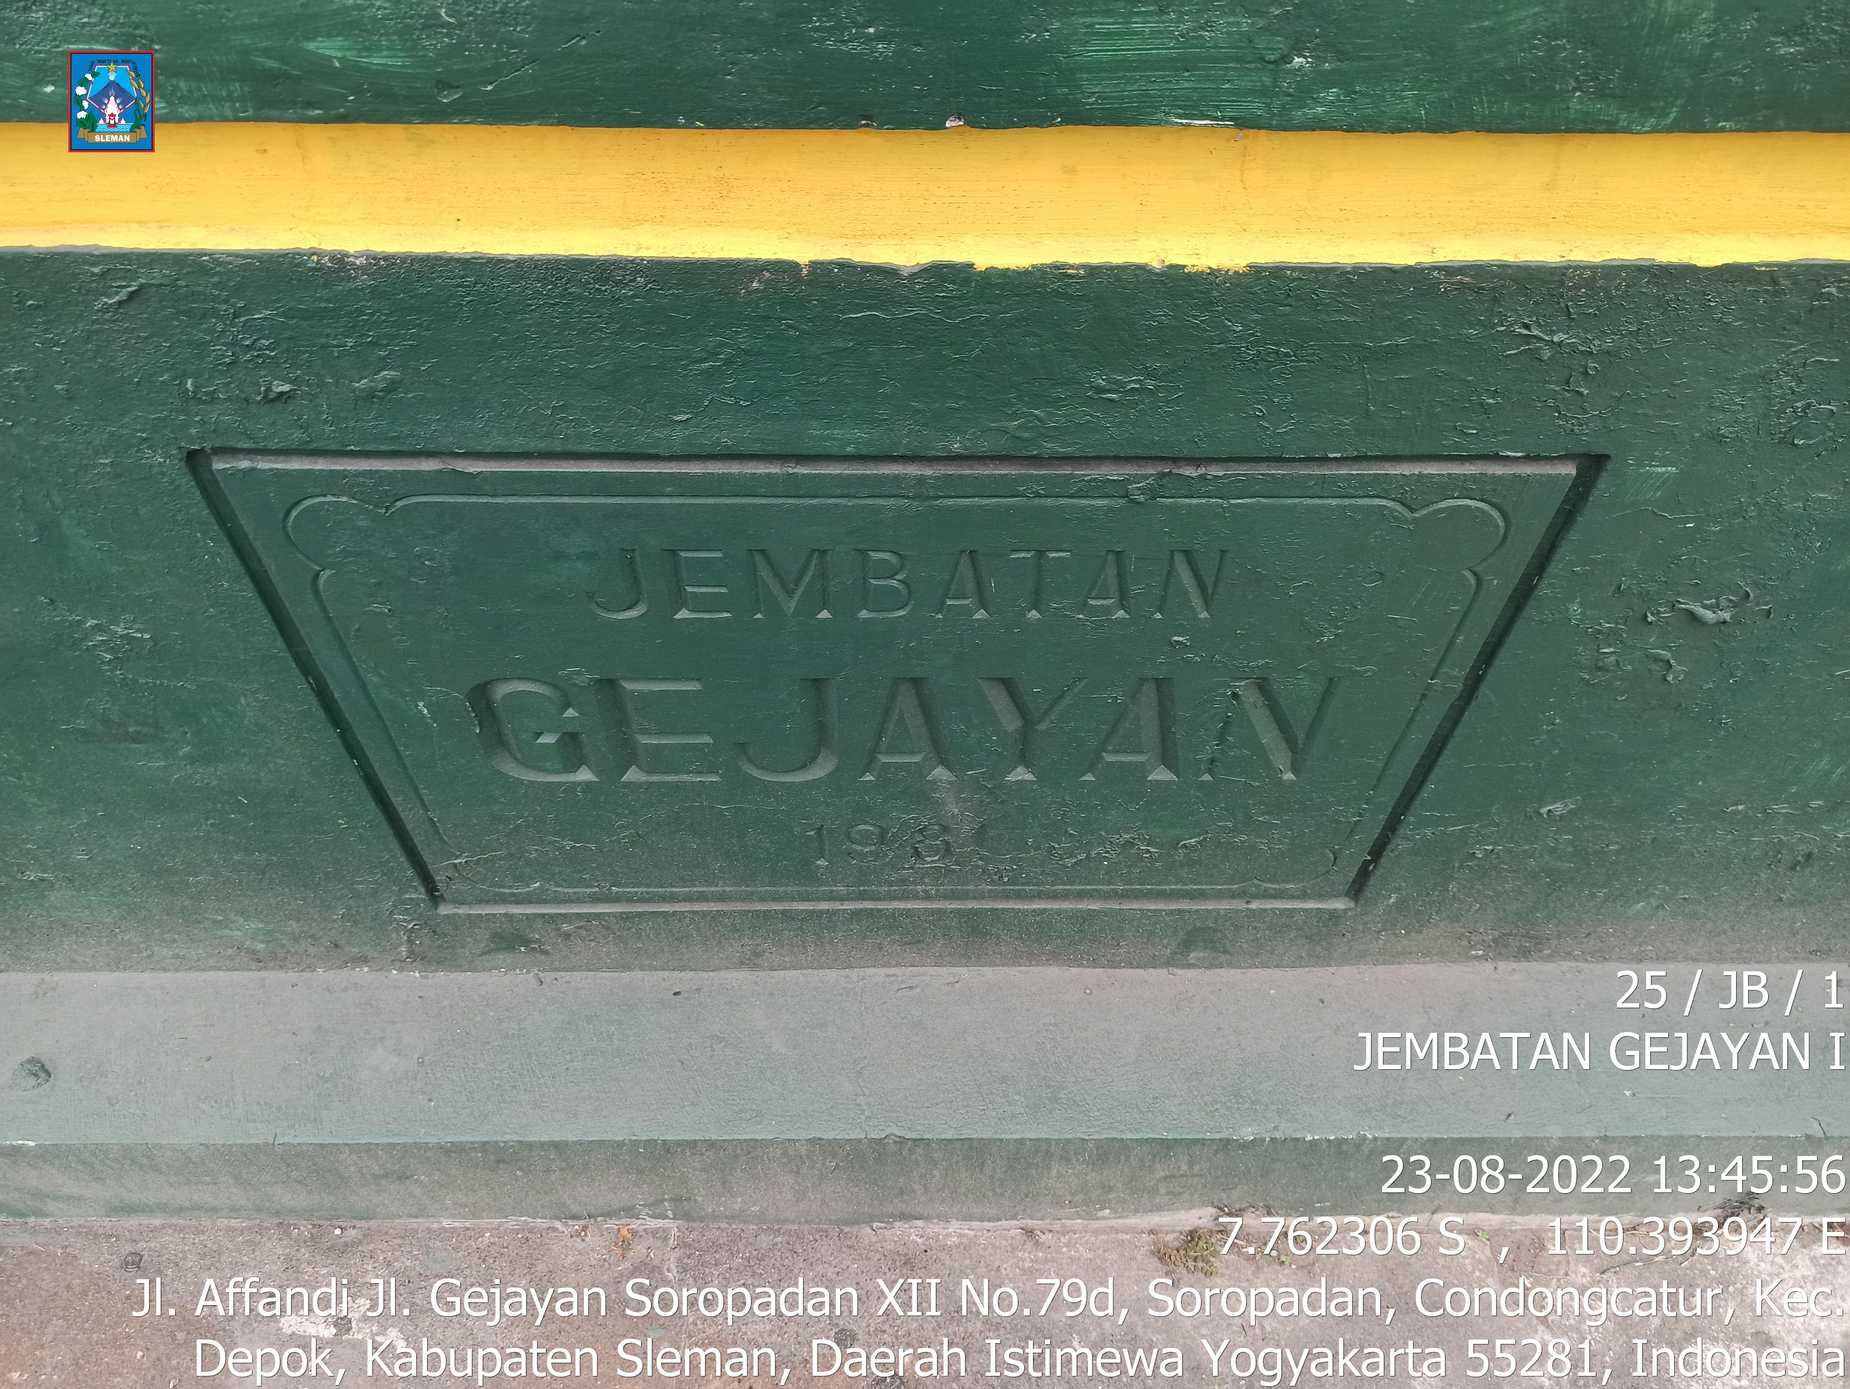 SLEMAN
JEMBATAN
GEJAYAN
25 / JB / 1
JEMBATAN GEJAYAN I
23-08-2022 13:45:56
7.762306 S , 110.393947 E
Jl. Affandi Jl. Gejayan Soropadan XII No.79d, Soropadan, Condongcatur, Kec.
Depok, Kabupaten Sleman, Daerah Istimewa Yogyakarta 55281, Indonesia